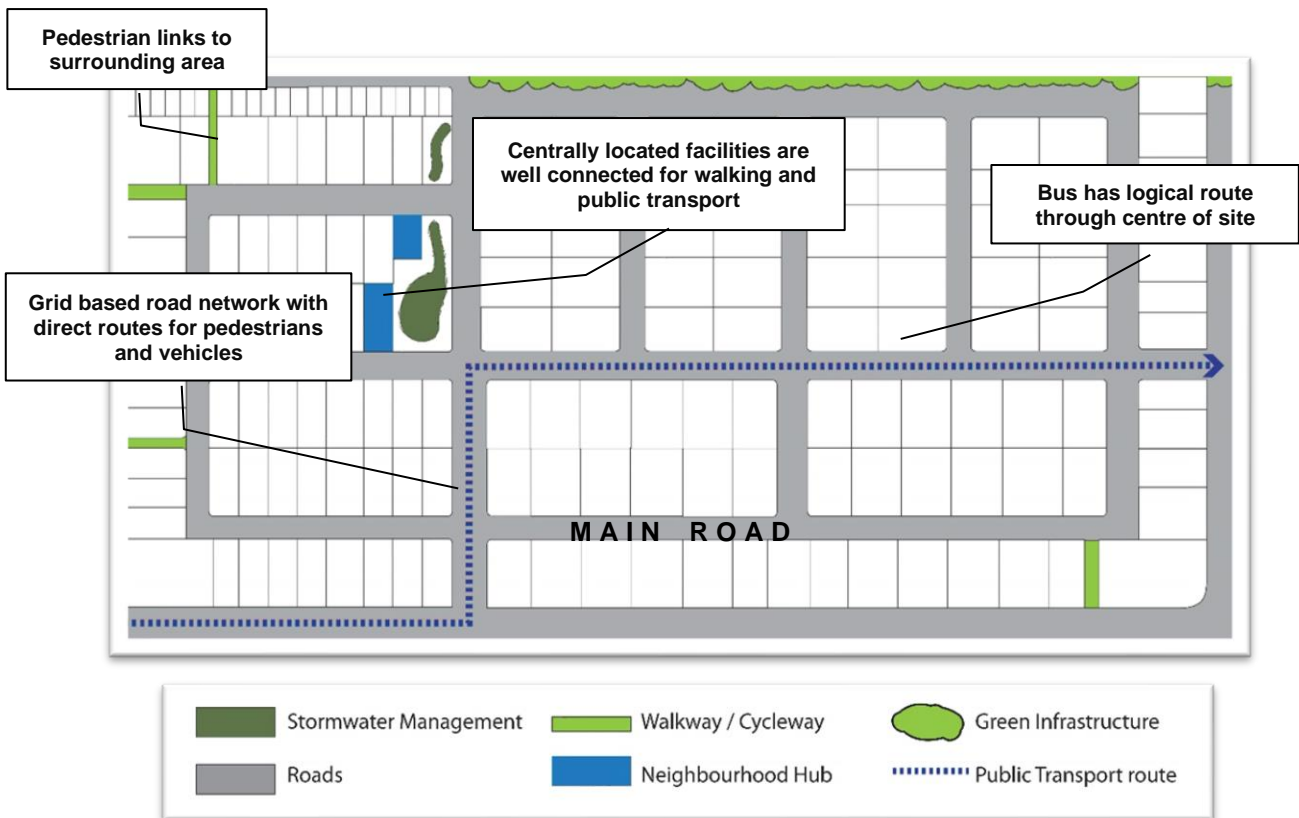 Pedestrian links to
surrounding area
Centrally located facilities are
well connected for walking and
public transport
Bus has logical route
through centre of site
Grid based road network with
direct routes for pedestrians
and vehicles
MAIN ROAD
Stormwater Management
Walkway / Cycleway
Green Infrastructure
Roads
Neighbourhood Hub
Public Transport route